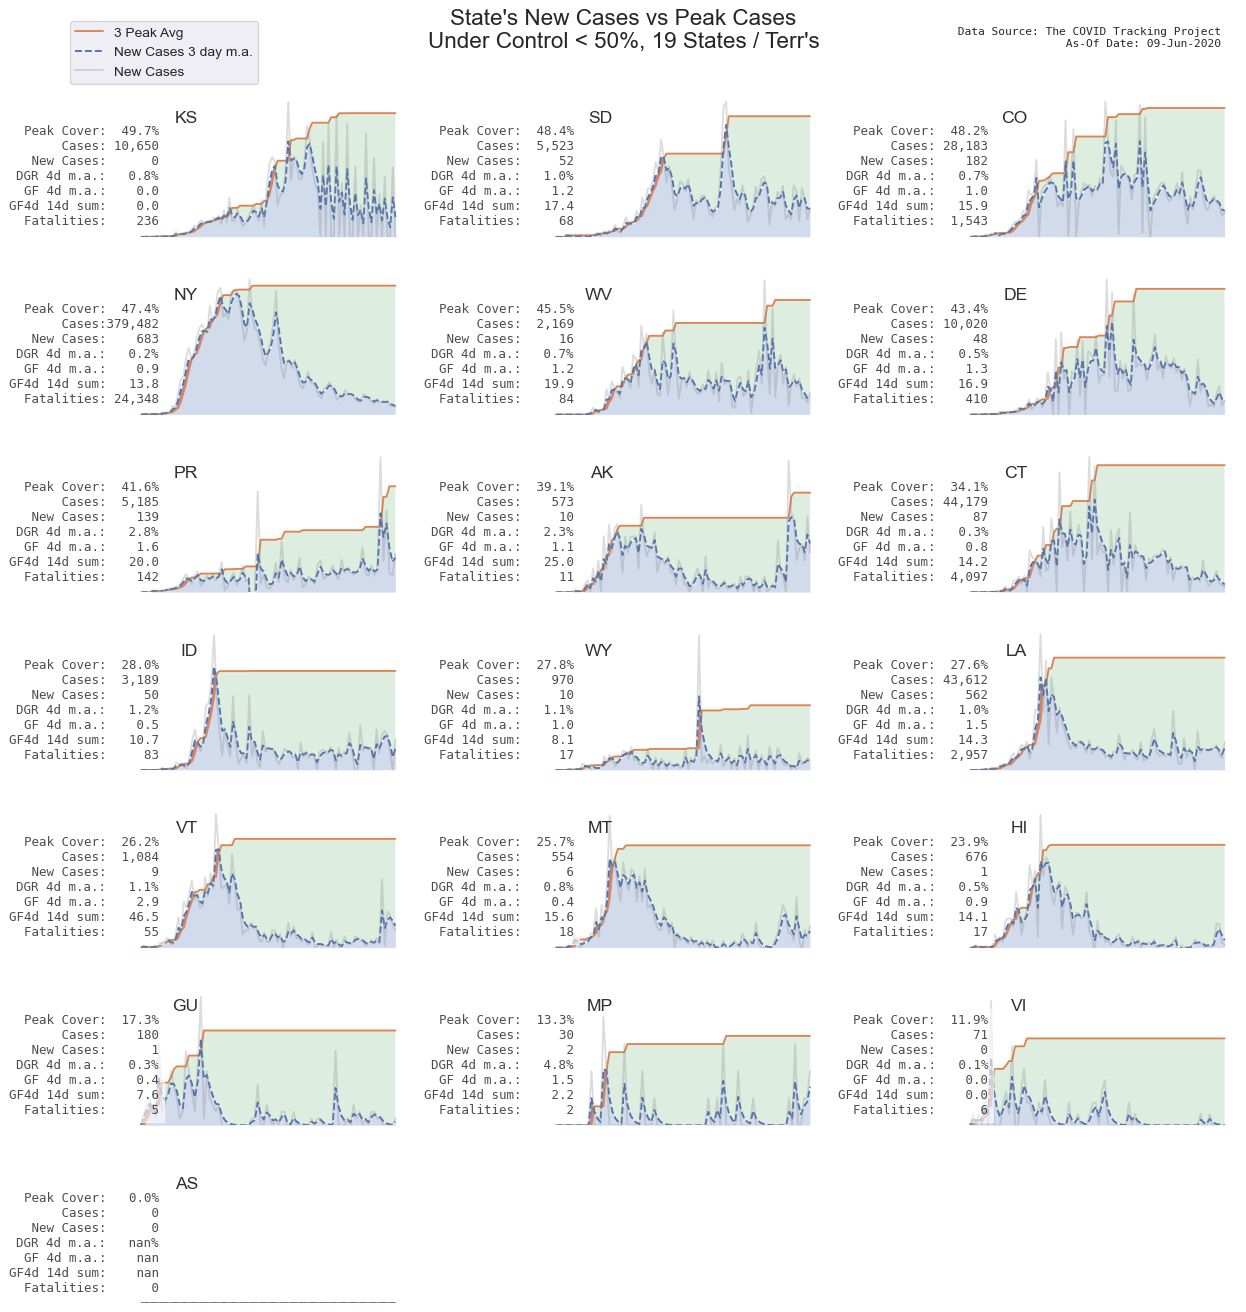 State's New Cases vs Peak Cases
Under Control < 50%, 19 States / Terr's
3 Peak Avg
New Cases 3 day m.a.
New Cases
Data Source: The COVID Tracking Project
As-Of Date: 09-Jun-2020
KS
Peak Cover: 49.7%
Cases: 10,650
New Cases: 0
DGR 4d m.a.: 0.8%
GF 4d m.a.: 0.0
GF4d 14d sum: 0.0
Fatalities: 236
SD
Peak Cover: 48.4%
Cases: 5,523
New Cases: 52
DGR 4d m.a.: 1.0%
GF 4d m.a.: 1.2
GF4d 14d sum: 17.4
Fatalities: 68
CO
Peak Cover: 48.2%
Cases: 28,183
New Cases: 182
DGR 4d m.a.: 0.7%
GF 4d m.a.: 1.0
GF4d 14d sum: 15.9
Fatalities: 1,543
NY
Peak Cover: 47.4%
Cases:379,482
New Cases: 683
DGR 4d m.a.: 0.2%
GF 4d m.a.: 0.9
GF4d 14d sum: 13.8
Fatalities: 24,348
WV
Peak Cover: 45.5%
Cases: 2,169
New Cases: 16
DGR 4d m.a.: 0.7%
GF 4d m.a.: 1.2
GF4d 14d sum: 19.9
Fatalities: 84
DE
Peak Cover: 43.4%
Cases: 10,020
New Cases: 48
DGR 4d m.a.: 0.5%
GF 4d m.a.: 1.3
GF4d 14d sum: 16.9
Fatalities: 410
PR
Peak Cover: 41.6%
Cases: 5,185
New Cases: 139
DGR 4d m.a.: 2.8%
GF 4d m.a.: 1.6
GF4d 14d sum: 20.0
Fatalities: 142
AK
Peak Cover: 39.1%
Cases: 573
New Cases: 10
DGR 4d m.a.: 2.3%
GF 4d m.a.: 1.1
GF4d 14d sum: 25.0
Fatalities: 11
CT
Peak Cover: 34.1%
Cases: 44,179
New Cases: 87
DGR 4d m.a.: 0.3%
GF 4d m.a.: 0.8
GF4d 14d sum: 14.2
Fatalities: 4,097
ID
Peak Cover: 28.0%
Cases: 3,189
New Cases: 50
DGR 4d m.a.: 1.2%
GF 4d m.a.: 0.5
GF4d 14d sum: 10.7
Fatalities: 83
WY
Peak Cover: 27.8%
Cases: 970
New Cases: 10
DGR 4d m.a.: 1.1%
GF 4d m.a.: 1.0
GF4d 14d sum: 8.1
Fatalities: 17
LA
Peak Cover: 27.6%
Cases: 43,612
New Cases: 562
DGR 4d m.a.: 1.0%
GF 4d m.a.: 1.5
GF4d 14d sum: 14.3
Fatalities: 2,957
VT
Peak Cover: 26.2%
Cases: 1,084
New Cases: 9
DGR 4d m.a.: 1.1%
GF 4d m.a.: 2.9
GF4d 14d sum: 46.5
Fatalities: 55
MT
Peak Cover: 25.7%
Cases: 554
New Cases: 6
DGR 4d m.a.: 0.8%
GF 4d m.a.: 0.4
GF4d 14d sum: 15.6
Fatalities: 18
HI
Peak Cover: 23.9%
Cases: 676
New Cases: 1
DGR 4d m.a.: 0.5%
GF 4d m.a.: 0.9
GF4d 14d sum: 14.1
Fatalities: 17
GU
Peak Cover: 17.3%
Cases: 180
New Cases: 1
DGR 4d m.a.: 0.3%
GF 4d m.a.: 0.4
GF4d 14d sum: 7.6
Fatalities: 5
MP
Peak Cover: 13.3%
Cases: 30
New Cases: 2
DGR 4d m.a.: 4.8%
GF 4d m.a.: 1.5
GF4d 14d sum: 2.2
Fatalities: 2
VI
Peak Cover: 11.9%
Cases: 71
New Cases: 0
DGR 4d m.a.: 0.1%
GF 4d m.a.: 0.0
GF4d 14d sum: 0.0
Fatalities: 6
AS
Peak Cover: 0.0%
Cases: 0
New Cases: 0
DGR 4d m.a.: nan%
GF 4d m.a.: nan
GF4d 14d sum: nan
Fatalities: 0